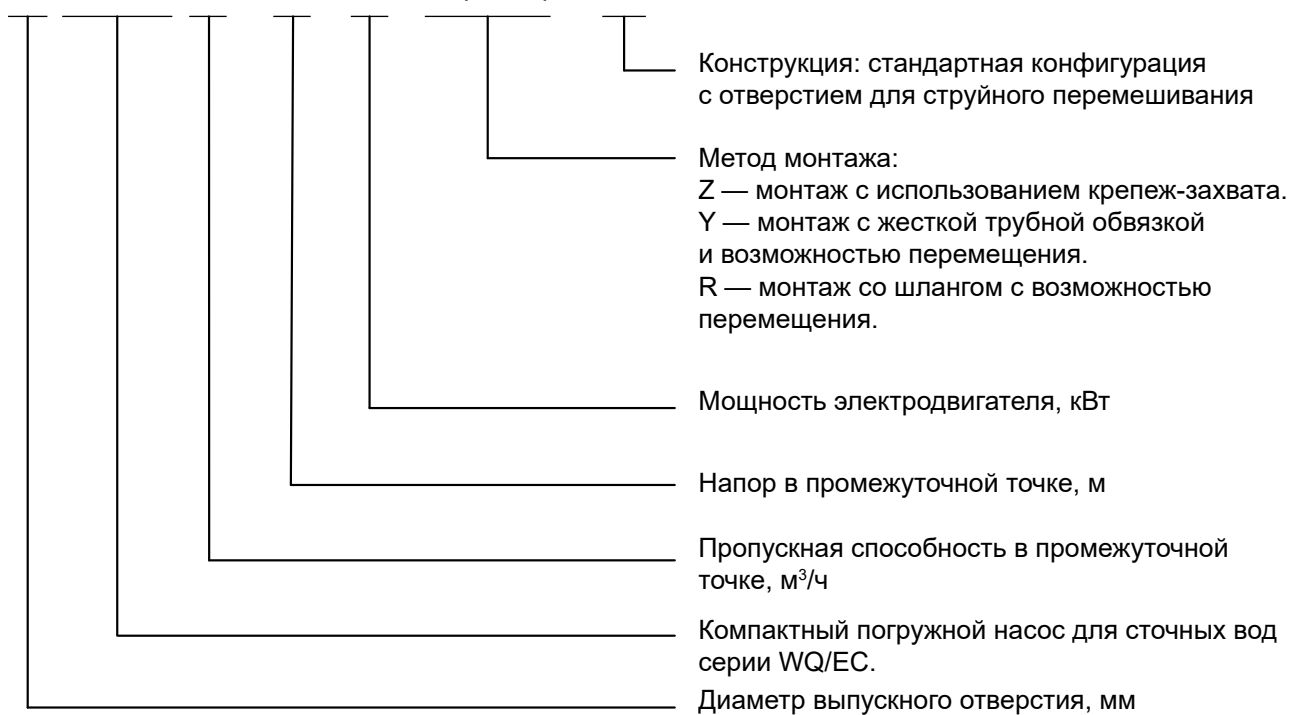 Конструкция: стандартная конфигурация
с отверстием для струйного перемешивания
Метод монтажа:
Z — монтаж с использованием крепеж-захвата.
Y — монтаж с жесткой трубной обвязкой
и возможностью перемещения.
R — монтаж со шлангом с возможностью
перемещения.
Мощность электродвигателя, кВт
Напор в промежуточной точке, м
Пропускная способность в промежуточной
точке, м³/ч
Компактный погружной насос для сточных вод
серии WQ/EC.
Диаметр выпускного отверстия, мм